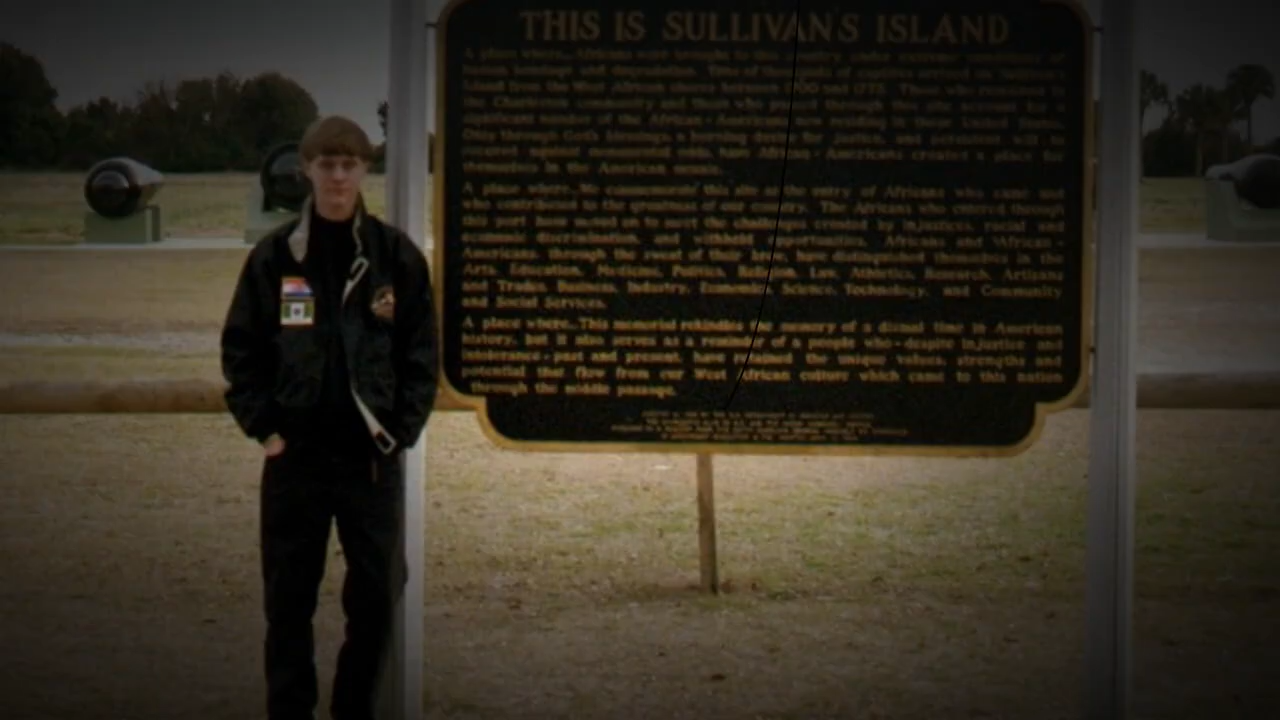 THIS IS SULLIVAN'S ISLAND
A place where...Africans were brought to this country under extreme conditions of
human bondage and degradation. Tens of thousands of captives arrived on Sullivan's
Island from the West African shores between 1700 and 1775. Those who remained in
the Charleston community and those who passed through this site account for a
significant number of the African-Americans now residing in these United States.
Only through God's blessings, a burning desire for justice, and persistent will to
succeed against monumental odds, have African-Americans created a place for
themselves in the American mosaic.
A place where...We commemorate this site as the entry of Africans who came and
who contributed to the greatness of our country. The Africans who entered through
this port have moved on to meet the challenges created by injustices, racial and
economic discrimination, and withheld opportunities. Africans and African-
Americans, through the sweat of their brow, have distinguished themselves in the
Arts, Education, Medicine, Politics, Religion, Law, Athletics, Research, Artisans
and Trades, Business, Industry, Economics, Science, Technology, and Community
and Social Services.
A place where...This memorial rekindles the memory of a dismal time in American
history, but it also serves as a reminder of a people who-despite injustice and
intolerance-past and present, have retained the unique values, strengths and
potential that flow from our West African culture which came to this nation
through the middle passage.